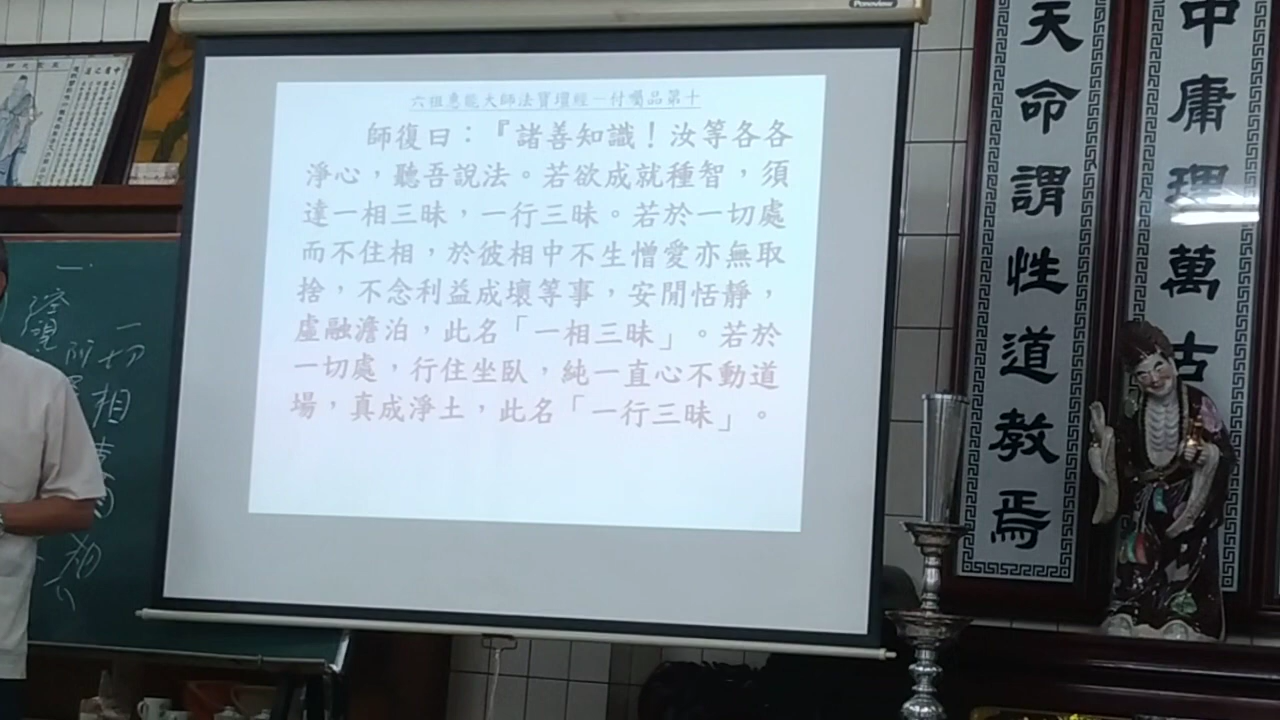 Panoview
六祖惠能大師法寶壇經－付囑品第十
師復曰：『諸善知識！汝等各各
淨心，聽吾說法。若欲成就種智，須
達一相三昧，一行三昧。若於一切處
而不住相，於彼相中不生憎愛亦無取
捨，不念利益成壞等事，安閒恬靜，
虛融澹泊，此名「一相三昧」。若於
一切處，行住坐臥，純一直心不動道
場，真成淨土，此名「一行三昧」。
中庸理萬古
天命謂性道教焉
一切相